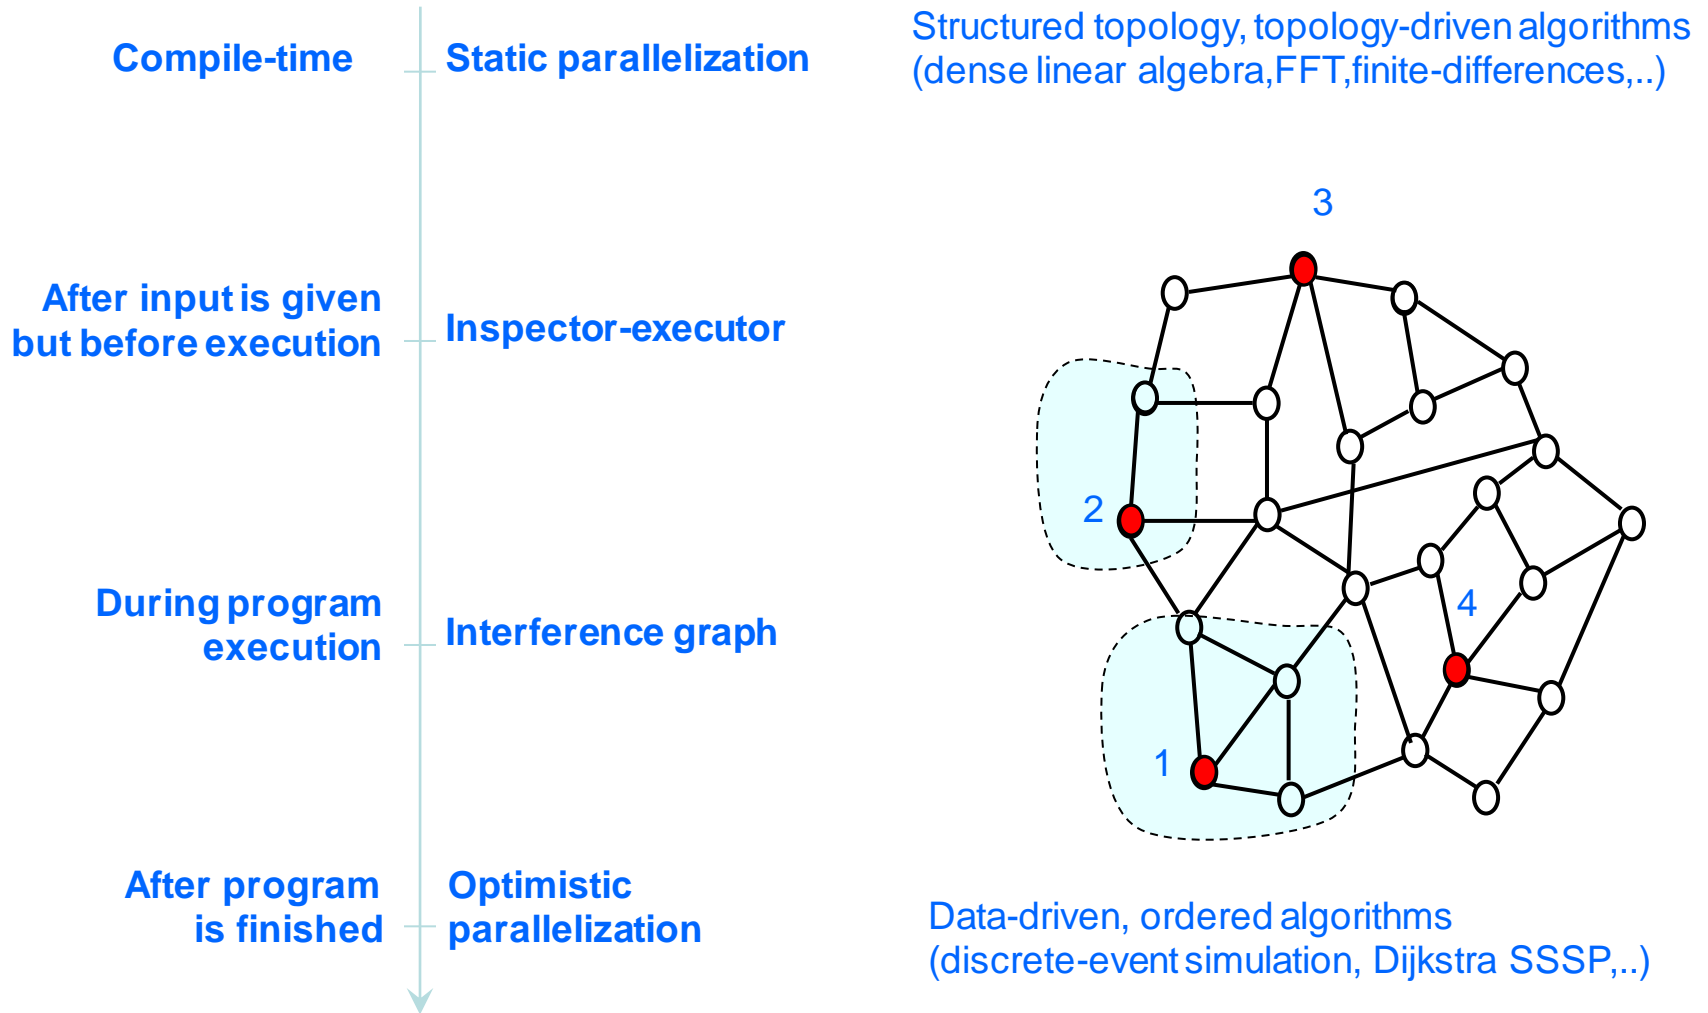 Compile-time
Static parallelization
Structured topology, topology-driven algorithms
(dense linear algebra,FFT,finite-differences,..)
3
After input is given
but before execution
Inspector-executor
2
During program
execution
Interference graph
4
1
After program
is finished
Optimistic
parallelization
Data-driven, ordered algorithms
(discrete-event simulation, Dijkstra SSSP,..)